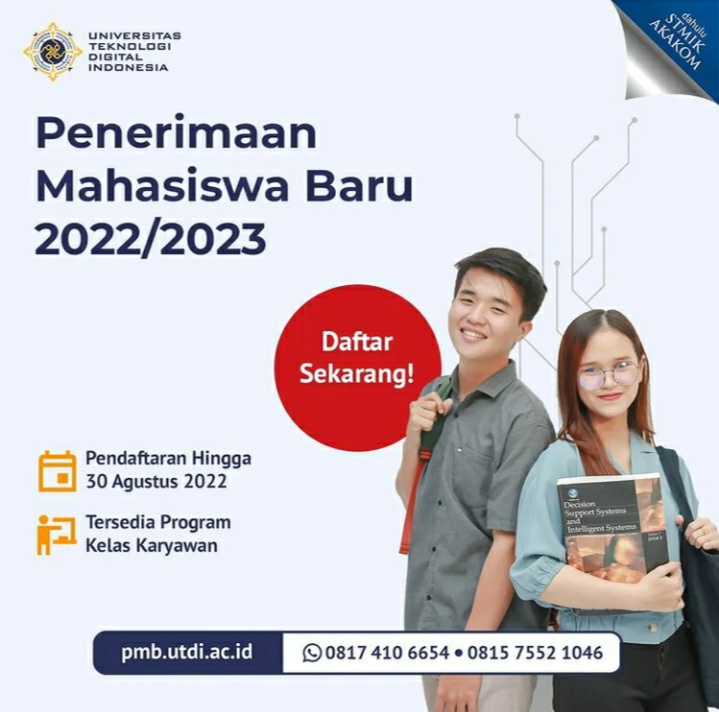 UNIVERSITAS
TEKNOLOGI
DIGITAL
INDONESIA
dahulu
STMIK
AKAKOM
Penerimaan
Mahasiswa Baru
2022/2023
Daftar
Sekarang!
Pendaftaran Hingga
30 Agustus 2022
Tersedia Program
Kelas Karyawan
Decision
Support Systems
and
Intelligent Systems
pmb.utdi.ac.id
0817 410 6654 • 0815 7552 1046